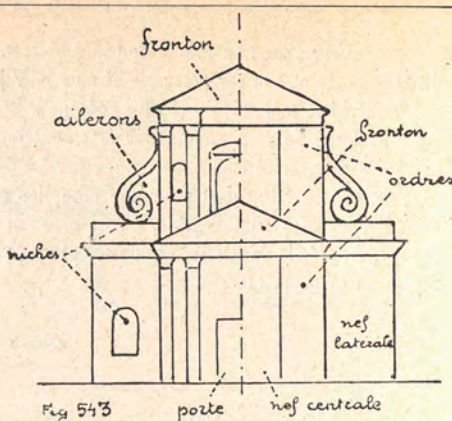 fronton
ailerons
fronton
ordres
niches
nef
laterale
Fig 543
porte
nef centrale